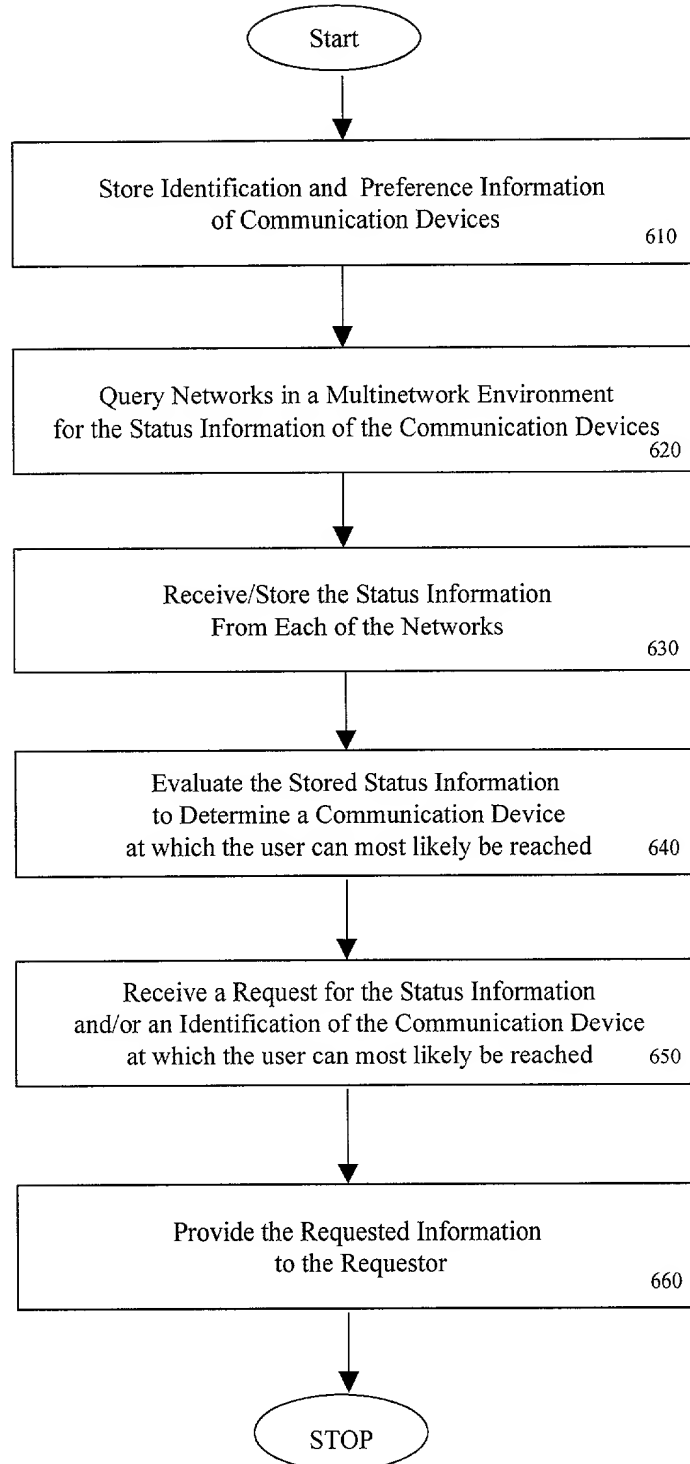 Start
Store Identification and Preference Information
of Communication Devices
610
Query Networks in a Multinetwork Environment
for the Status Information of the Communication Devices
620
Receive/Store the Status Information
From Each of the Networks
630
Evaluate the Stored Status Information
to Determine a Communication Device
at which the user can most likely be reached
640
Receive a Request for the Status Information
and/or an Identification of the Communication Device
at which the user can most likely be reached
650
Provide the Requested Information
to the Requestor
660
STOP